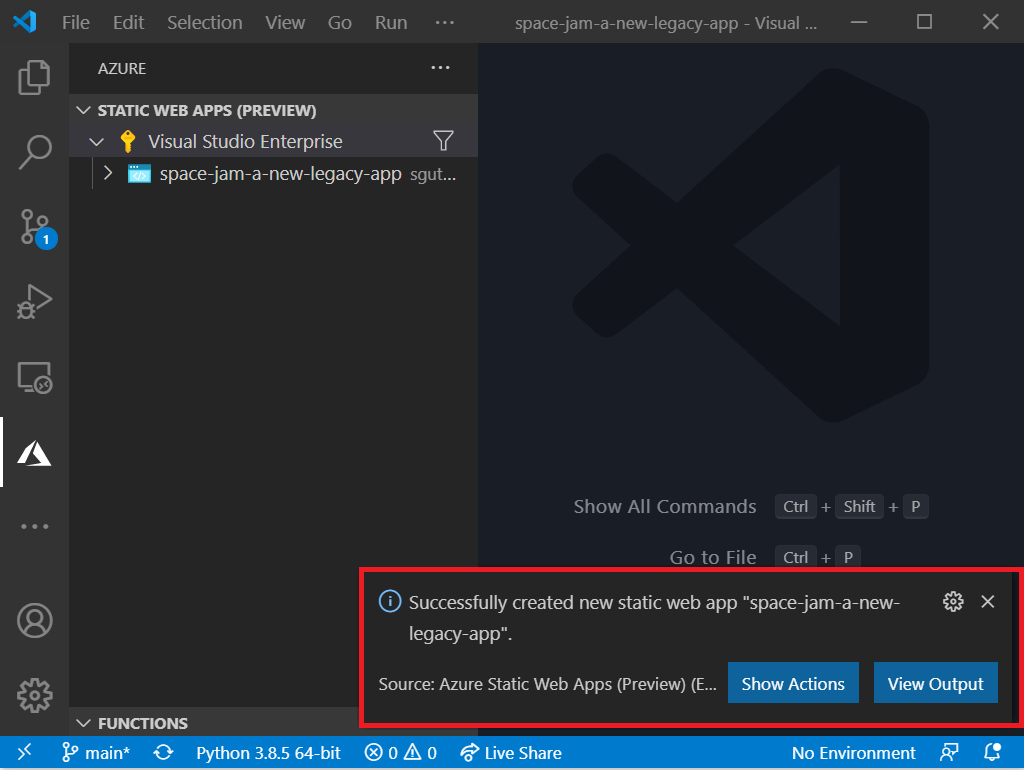 File Edit Selection View Go Run ··· space-jam-a-new-legacy-app - Visual ...
AZURE ···
STATIC WEB APPS (PREVIEW)
Visual Studio Enterprise
space-jam-a-new-legacy-app sgut...
1
Show All Commands Ctrl + Shift + P
Go to File Ctrl + P
Successfully created new static web app "space-jam-a-new-
legacy-app".
Source: Azure Static Web Apps (Preview) (E... Show Actions View Output
FUNCTIONS
main* Python 3.8.5 64-bit 0 0 Live Share No Environment